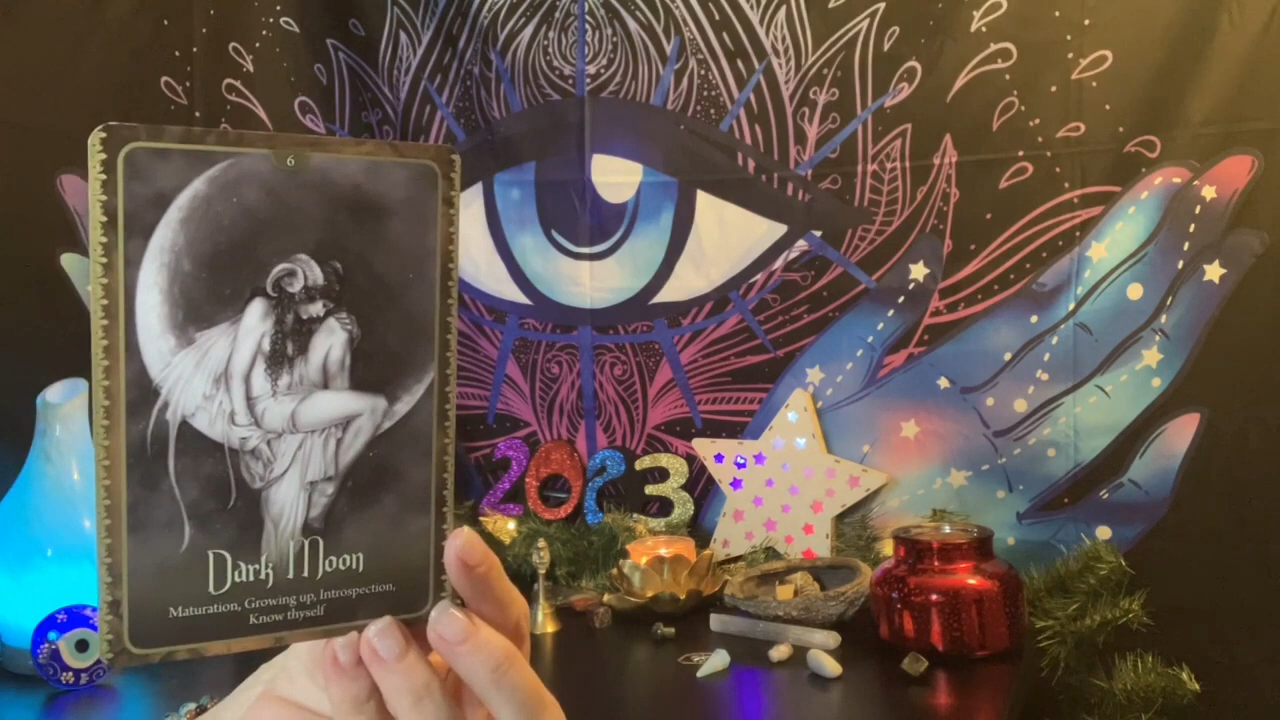 6
Dark Moon
Maturation, Growing up, Introspection,
Know thyself
2023